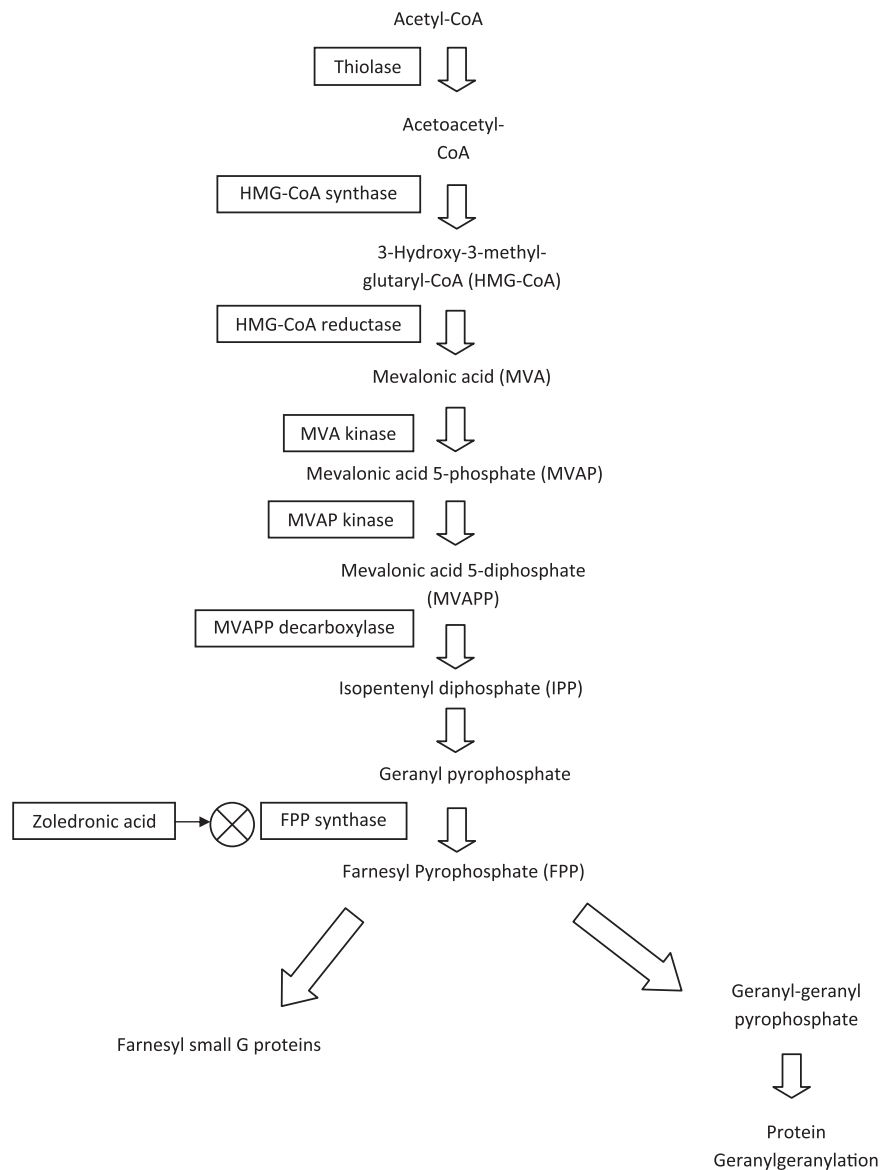 Acetyl-CoA
Thiolase
Acetoacetyl-
CoA
HMG-CoA synthase
3-Hydroxy-3-methyl-
glutaryl-CoA (HMG-CoA)
HMG-CoA reductase
Mevalonic acid (MVA)
MVA kinase
Mevalonic acid 5-phosphate (MVAP)
MVAP kinase
Mevalonic acid 5-diphosphate
(MVAPP)
MVAPP decarboxylase
Isopentenyl diphosphate (IPP)
Geranyl pyrophosphate
Zoledronic acid
FPP synthase
Farnesyl Pyrophosphate (FPP)
Geranyl-geranyl
pyrophosphate
Farnesyl small G proteins
Protein
Geranylgeranylation